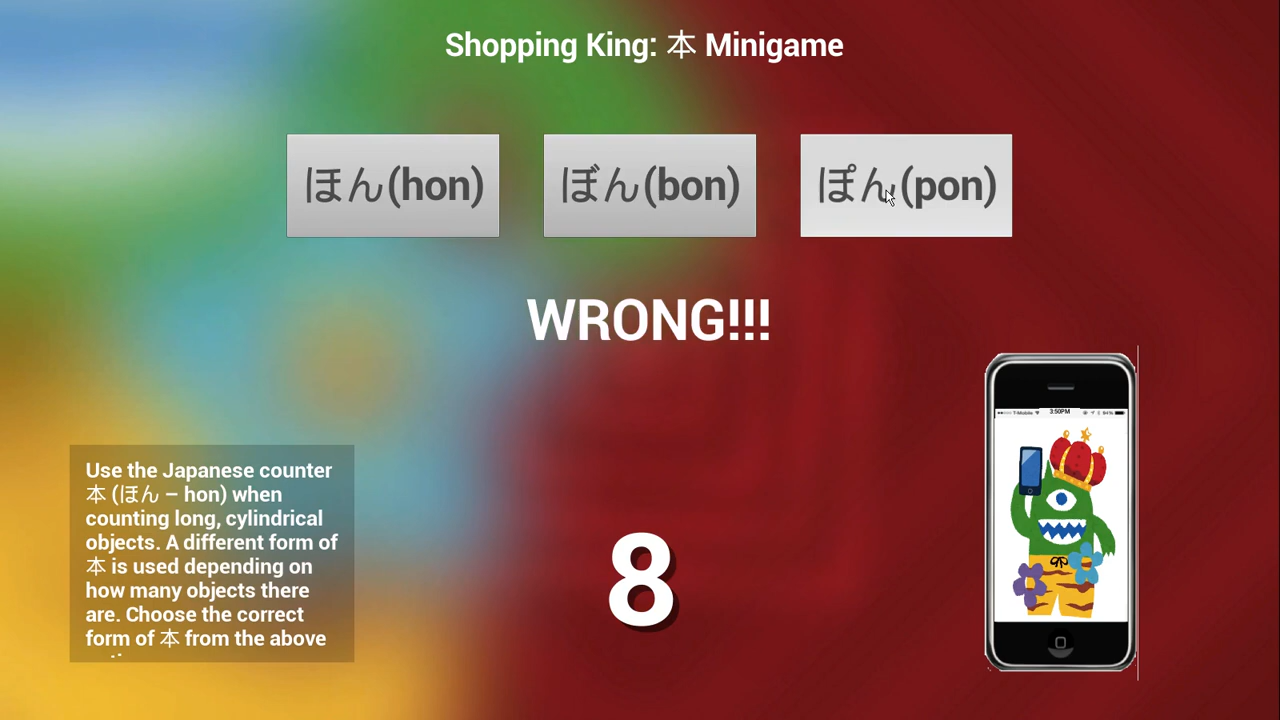 Shopping King: 本 Minigame
ほん(hon)
ぼん(bon)
ぽん(pon)
WRONG!!!
3:50PM
Use the Japanese counter
本 (ほん – hon) when
counting long, cylindrical
objects. A different form of
本 is used depending on
how many objects there
are. Choose the correct
form of 本 from the above
8